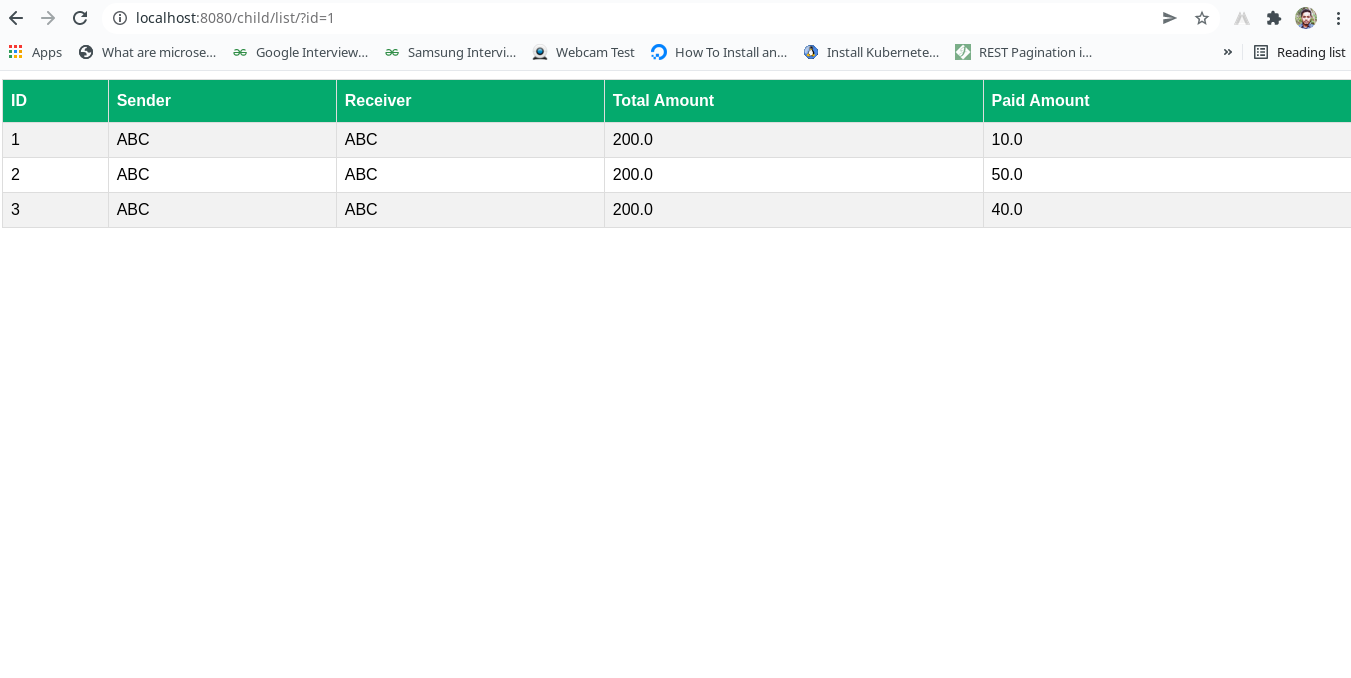 localhost:8080/child/list/?id=1
Apps What are microse... Google Interview... Samsung Intervi... Webcam Test How To Install an... Install Kubernete... REST Pagination i... » Reading list
ID Sender Receiver Total Amount Paid Amount
1 ABC ABC 200.0 10.0
2 ABC ABC 200.0 50.0
3 ABC ABC 200.0 40.0